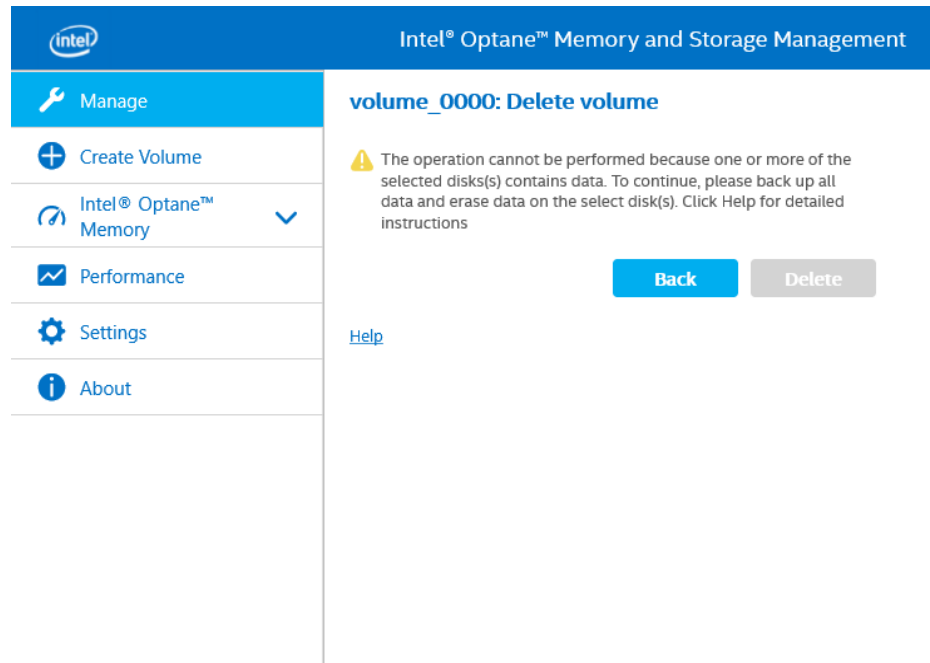 intel
Intel® Optane™ Memory and Storage Management
Manage
volume_0000: Delete volume
Create Volume
The operation cannot be performed because one or more of the
selected disks(s) contains data. To continue, please back up all
data and erase data on the select disk(s). Click Help for detailed
instructions
Intel® Optane™
Memory
Performance
Back
Delete
Settings
Help
About